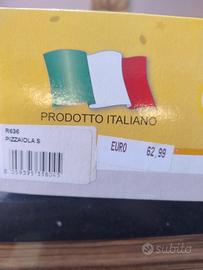 PRODOTTO ITALIANO
R636
PIZZAIOLA S
EURO 62,99
subito